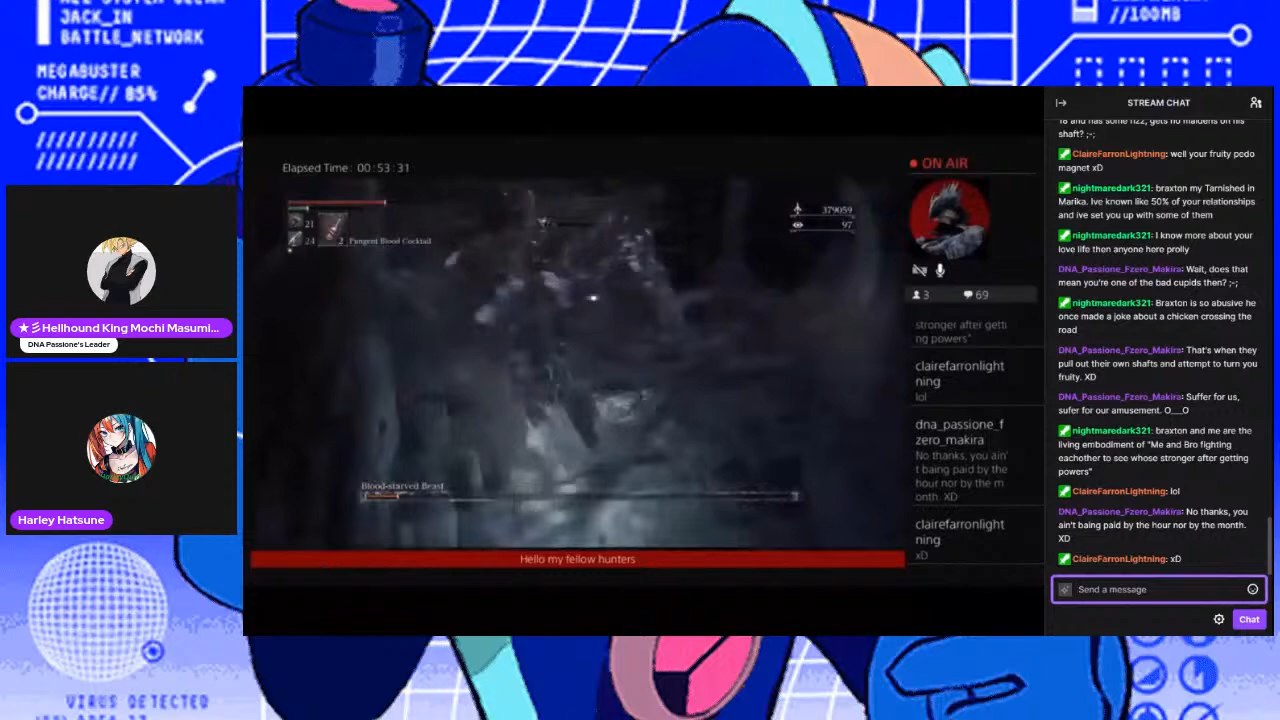 JACK_IN
BATTLE_NETWORK
//100MB
MEGABUSTER
CHARGE// 85%
★彡Hellhound King Mochi Masumi...
DNA Passione's Leader
Harley Hatsune
VIRUS DETECTED
Elapsed Time: 00:53:31
21
24
2
Pungent Blood Cocktail
379059
97
Blood-starved Beast
Hello my fellow hunters
ON AIR
3
69
stronger after getti
ng powers"
clairefarronlight
ning
lol
dna_passione_f
zero_makira
No thanks, you ain'
t baing paid by the
hour nor by the m
onth. XD
clairefarronlight
ning
xD
STREAM CHAT
18 and has some rizz, gets no maidens on his
shaft? ;-;
ClaireFarronLightning: well your fruity pedo
magnet xD
nightmaredark321: braxton my Tarnished in
Marika. Ive known like 50% of your relationships
and ive set you up with some of them
nightmaredark321: I know more about your
love life then anyone here prolly
DNA_Passione_Fzero_Makira: Wait, does that
mean you're one of the bad cupids then? ;-;
nightmaredark321: Braxton is so abusive he
once made a joke about a chicken crossing the
road
DNA_Passione_Fzero_Makira: That's when they
pull out their own shafts and attempt to turn you
fruity. XD
DNA_Passione_Fzero_Makira: Suffer for us,
sufer for our amusement. O___O
nightmaredark321: braxton and me are the
living embodiment of "Me and Bro fighting
eachother to see whose stronger after getting
powers"
ClaireFarronLightning: lol
DNA_Passione_Fzero_Makira: No thanks, you
ain't baing paid by the hour nor by the month.
XD
ClaireFarronLightning: xD
Send a message
Chat